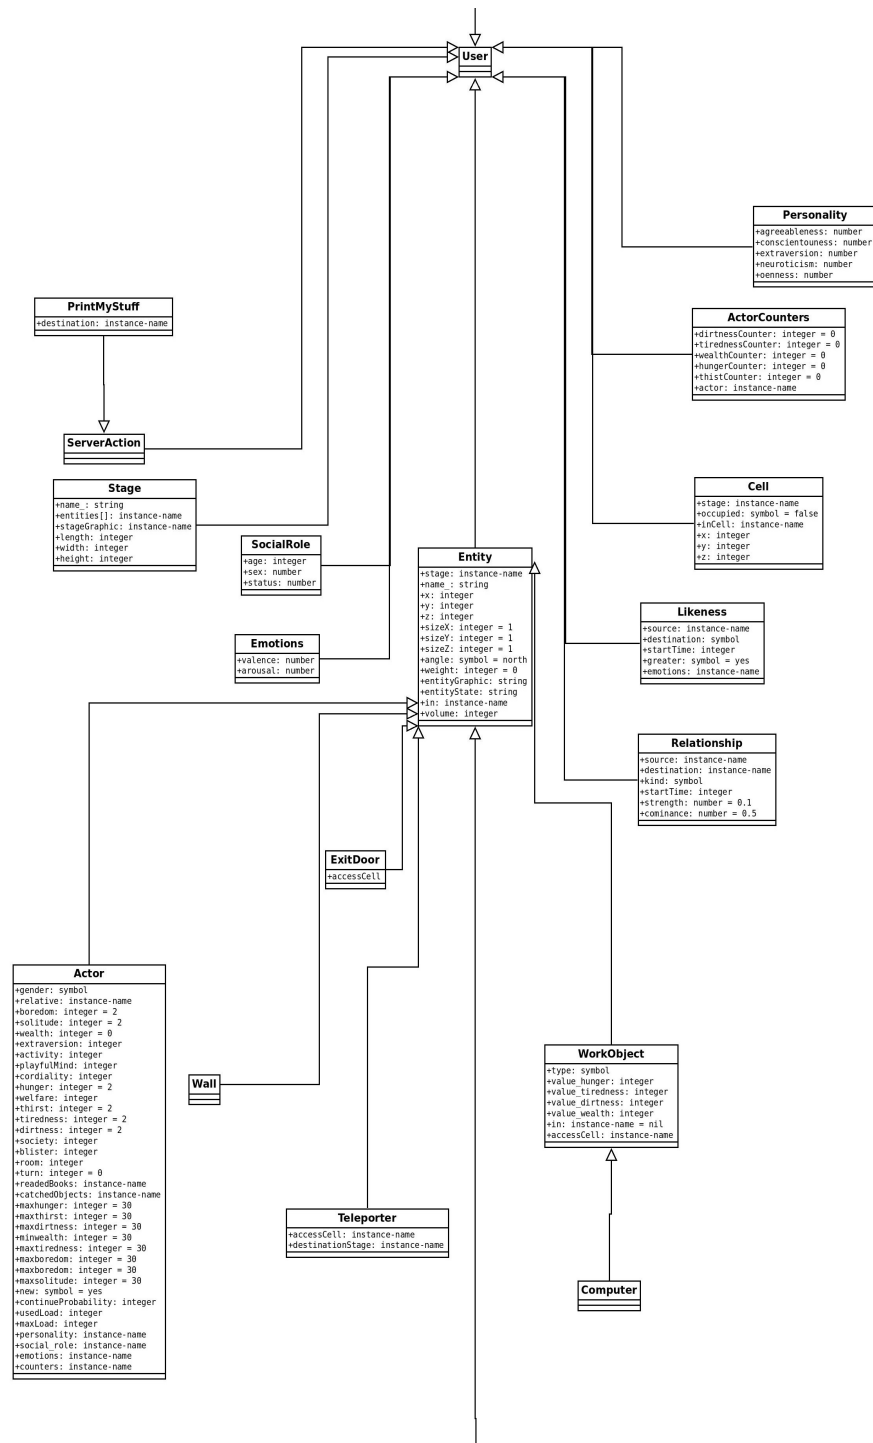 User
Personality
+agreeableness: number
+conscientouness: number
+extraversion: number
+neuroticism: number
+oenness: number
PrintMyStuff
+destination: instance-name
ActorCounters
+dirtnessCounter: integer = 0
+tirednessCounter: integer = 0
+wealthCounter: integer = 0
+hungerCounter: integer = 0
+thistCounter: integer = 0
+actor: instance-name
ServerAction
Stage
+name_: string
+entities[]: instance-name
+stageGraphic: instance-name
+length: integer
+width: integer
+height: integer
Cell
+stage: instance-name
+occupied: symbol = false
+inCell: instance-name
+x: integer
+y: integer
+z: integer
SocialRole
+age: integer
+sex: number
+status: number
Entity
+stage: instance-name
+name_: string
+x: integer
+y: integer
+z: integer
+sizeX: integer = 1
+sizeY: integer = 1
+sizeZ: integer = 1
+angle: symbol = north
+weight: integer = 0
+entityGraphic: string
+entityState: string
+in: instance-name
+volume: integer
Likeness
+source: instance-name
+destination: symbol
+startTime: integer
+greater: symbol = yes
+emotions: instance-name
Emotions
+valence: number
+arousal: number
Relationship
+source: instance-name
+destination: instance-name
+kind: symbol
+startTime: integer
+strength: number = 0.1
+cominance: number = 0.5
ExitDoor
+accessCell
Actor
+gender: symbol
+relative: instance-name
+boredom: integer = 2
+solitude: integer = 2
+wealth: integer = 0
+extraversion: integer
+activity: integer
+playfulMind: integer
+cordiality: integer
+hunger: integer = 2
+welfare: integer
+thirst: integer = 2
+tiredness: integer = 2
+dirtness: integer = 2
+society: integer
+blister: integer
+room: integer
+turn: integer = 0
+readedBooks: instance-name
+catchedObjects: instance-name
+maxhunger: integer = 30
+maxthirst: integer = 30
+maxdirtness: integer = 30
+minwealth: integer = 30
+maxtiredness: integer = 30
+maxboredom: integer = 30
+maxboredom: integer = 30
+maxsolitude: integer = 30
+new: symbol = yes
+continueProbability: integer
+usedLoad: integer
+maxLoad: integer
+personality: instance-name
+social_role: instance-name
+emotions: instance-name
+counters: instance-name
Wall
WorkObject
+type: symbol
+value_hunger: integer
+value_tiredness: integer
+value_dirtness: integer
+value_wealth: integer
+in: instance-name = nil
+accessCell: instance-name
Teleporter
+accessCell: instance-name
+destinationStage: instance-name
Computer